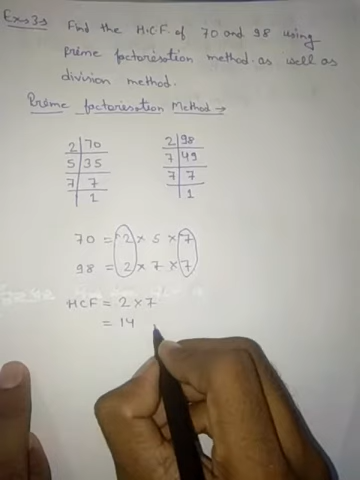 Ex:-3:-> Find the H.C.F. of 70 and 98 using
prime factorisation method. as well as
division method.
Prime factorisation Method →
2 | 70
5 | 35
7 | 7
1
2 | 98
7 | 49
7 | 7
1
70 = 2 × 5 × 7
98 = 2 × 7 × 7
HCF = 2 × 7
= 14